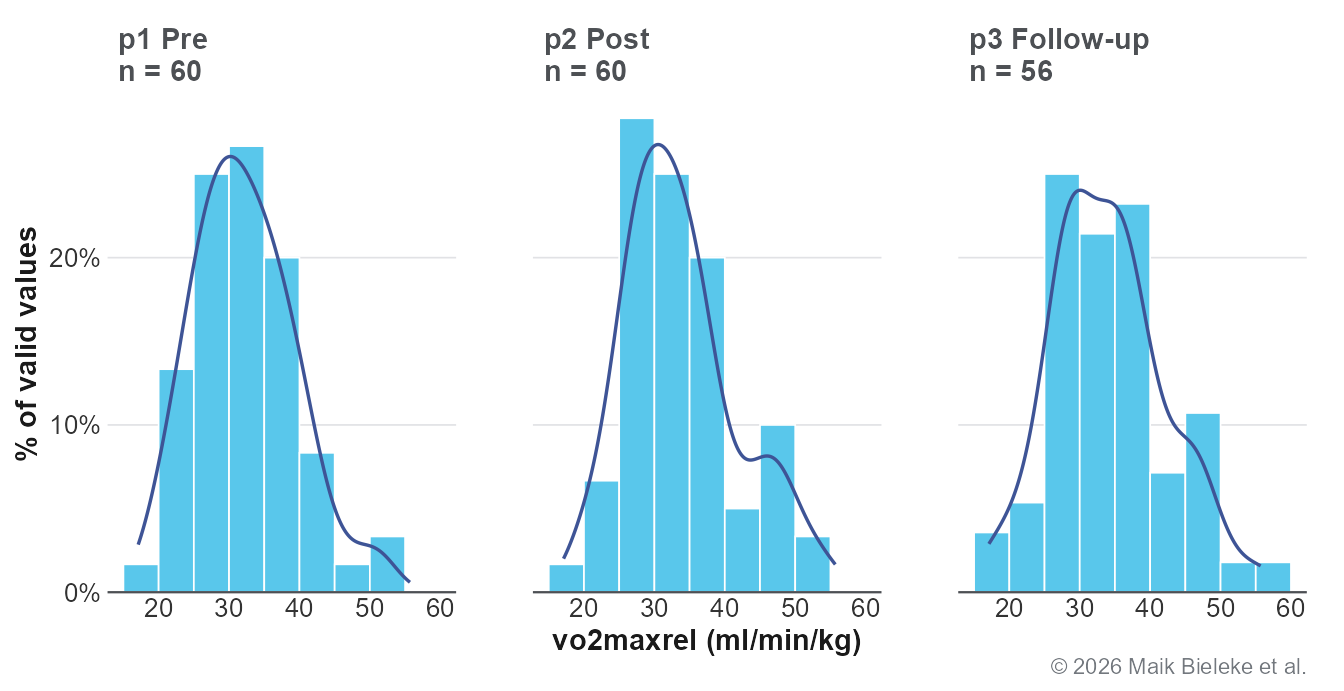 p1 Pre
n = 60
p2 Post
n = 60
p3 Follow-up
n = 56
% of valid values
20%
10%
0%
20 30 40 50 60
20 30 40 50 60
20 30 40 50 60
vo2maxrel (ml/min/kg)
© 2026 Maik Bieleke et al.